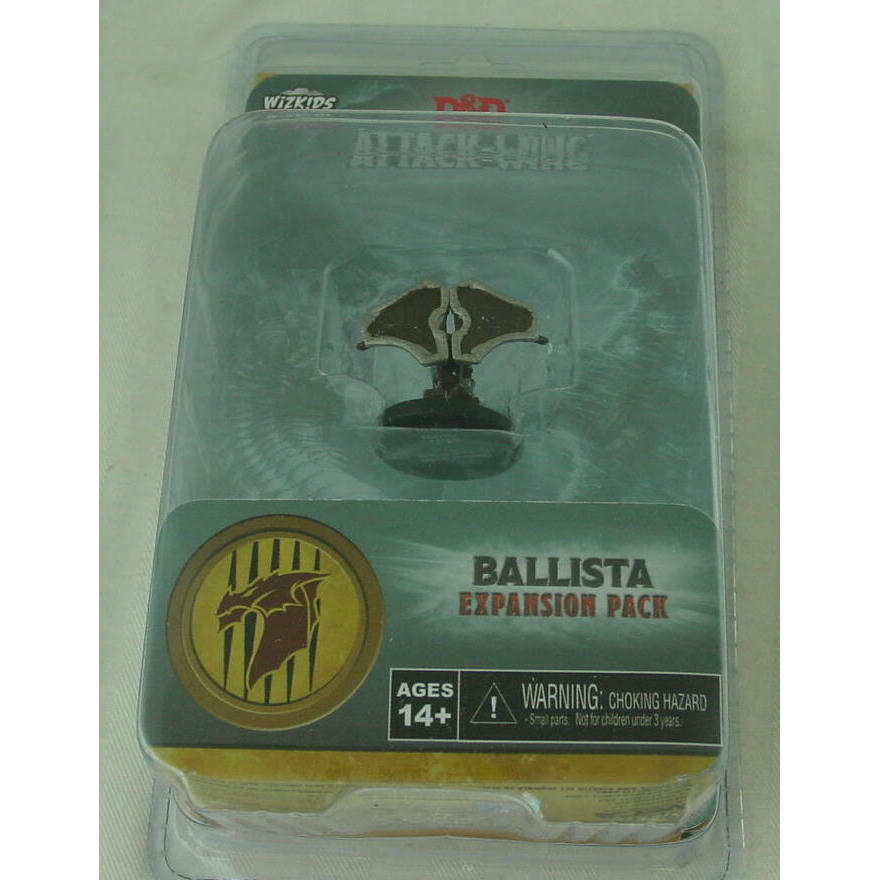 WIZKIDS
D&D
ATTACK-WING
BALLISTA
EXPANSION PACK
AGES
14+
WARNING: CHOKING HAZARD
- Small parts. Not for children under 3 years.